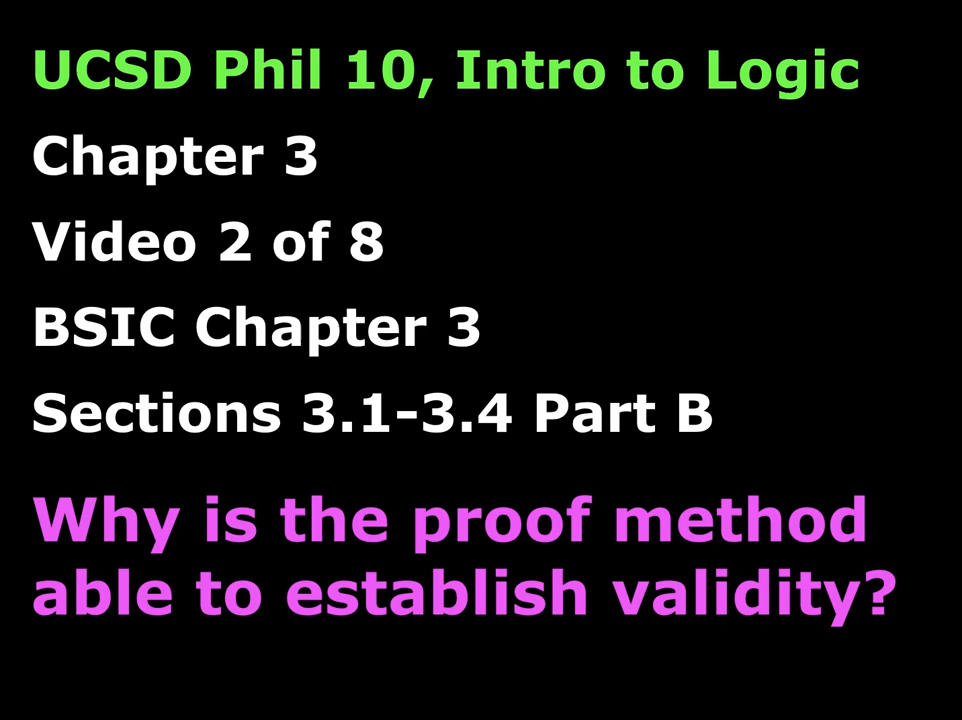 UCSD Phil 10, Intro to Logic
Chapter 3
Video 2 of 8
BSIC Chapter 3
Sections 3.1-3.4 Part B
Why is the proof method
able to establish validity?